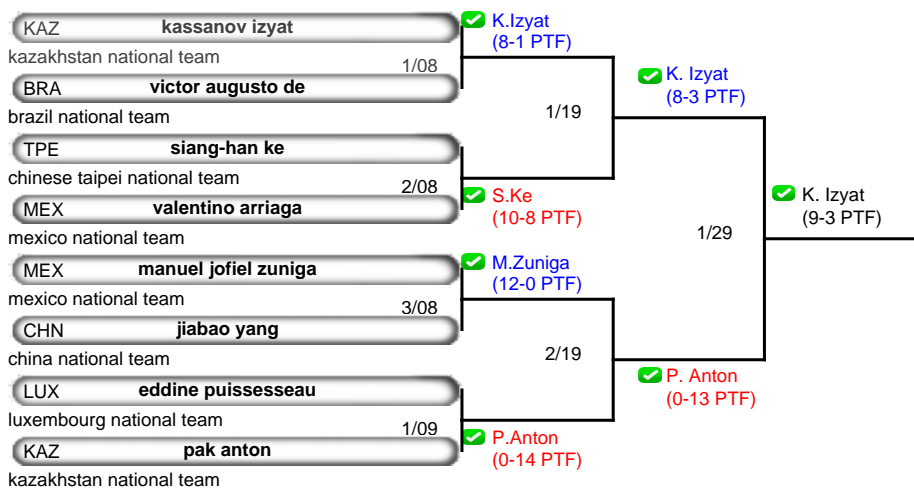 KAZ kassanov izyat
kazakhstan national team
1/08
BRA victor augusto de
brazil national team
TPE siang-han ke
chinese taipei national team
2/08
MEX valentino arriaga
mexico national team
MEX manuel jofiel zuniga
mexico national team
3/08
CHN jiabao yang
china national team
LUX eddine puissesseau
luxembourg national team
1/09
KAZ pak anton
kazakhstan national team
K.Izyat
(8-1 PTF)
1/19
S.Ke
(10-8 PTF)
M.Zuniga
(12-0 PTF)
2/19
P.Anton
(0-14 PTF)
K. Izyat
(8-3 PTF)
1/29
P. Anton
(0-13 PTF)
K. Izyat
(9-3 PTF)